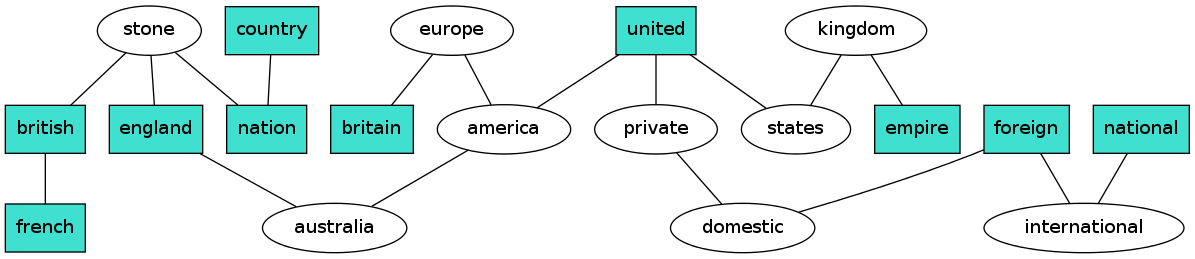 stone
country
europe
united
kingdom
british
england
nation
britain
america
private
states
empire
foreign
national
french
australia
domestic
international